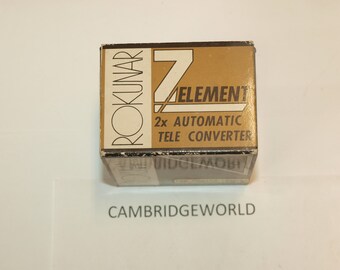 ROKUNAR
7 ELEMENT
2x AUTOMATIC
TELE CONVERTER
CAMBRIDGEWORLD